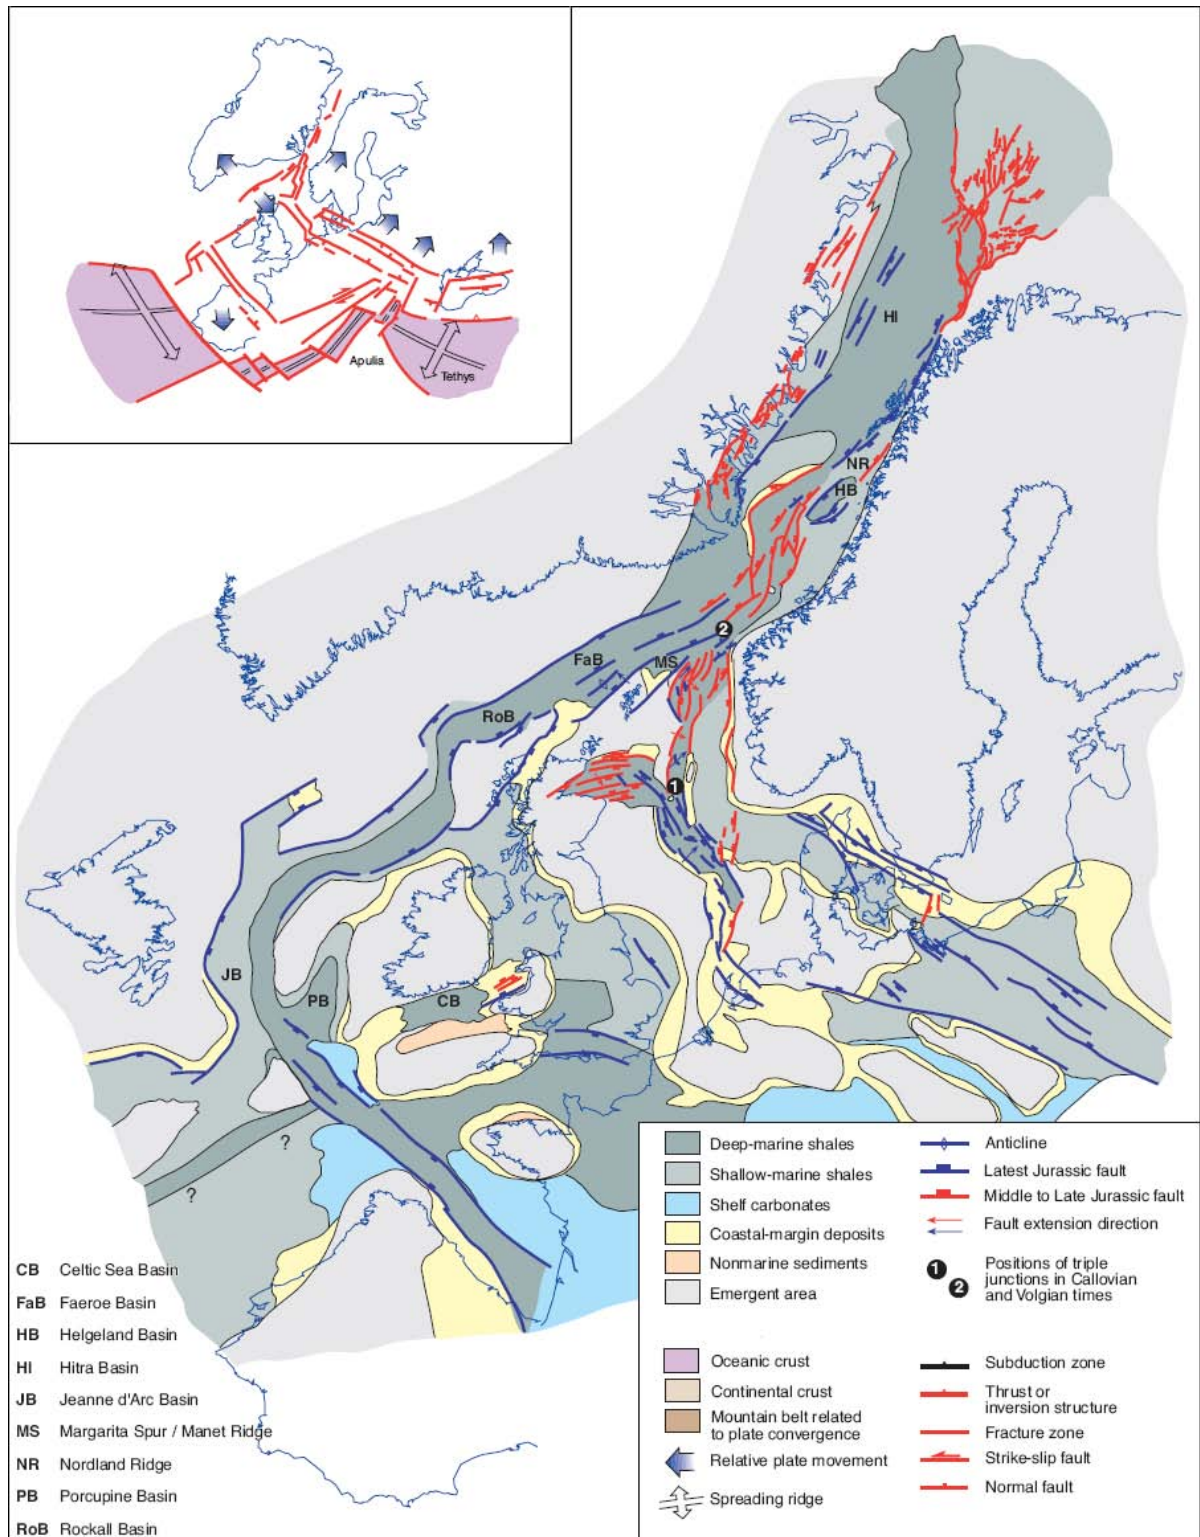 Apulia
Tethys
HI
NR
HB
2
FaB
MS
RoB
1
JB
PB
CB
?
?
CB Celtic Sea Basin
FaB Faeroe Basin
HB Helgeland Basin
HI Hitra Basin
JB Jeanne d'Arc Basin
MS Margarita Spur / Manet Ridge
NR Nordland Ridge
PB Porcupine Basin
RoB Rockall Basin
Deep-marine shales
Shallow-marine shales
Shelf carbonates
Coastal-margin deposits
Nonmarine sediments
Emergent area
Anticline
Latest Jurassic fault
Middle to Late Jurassic fault
Fault extension direction
1
2
Positions of triple
junctions in Callovian
and Volgian times
Oceanic crust
Continental crust
Mountain belt related
to plate convergence
Relative plate movement
Spreading ridge
Subduction zone
Thrust or
inversion structure
Fracture zone
Strike-slip fault
Normal fault